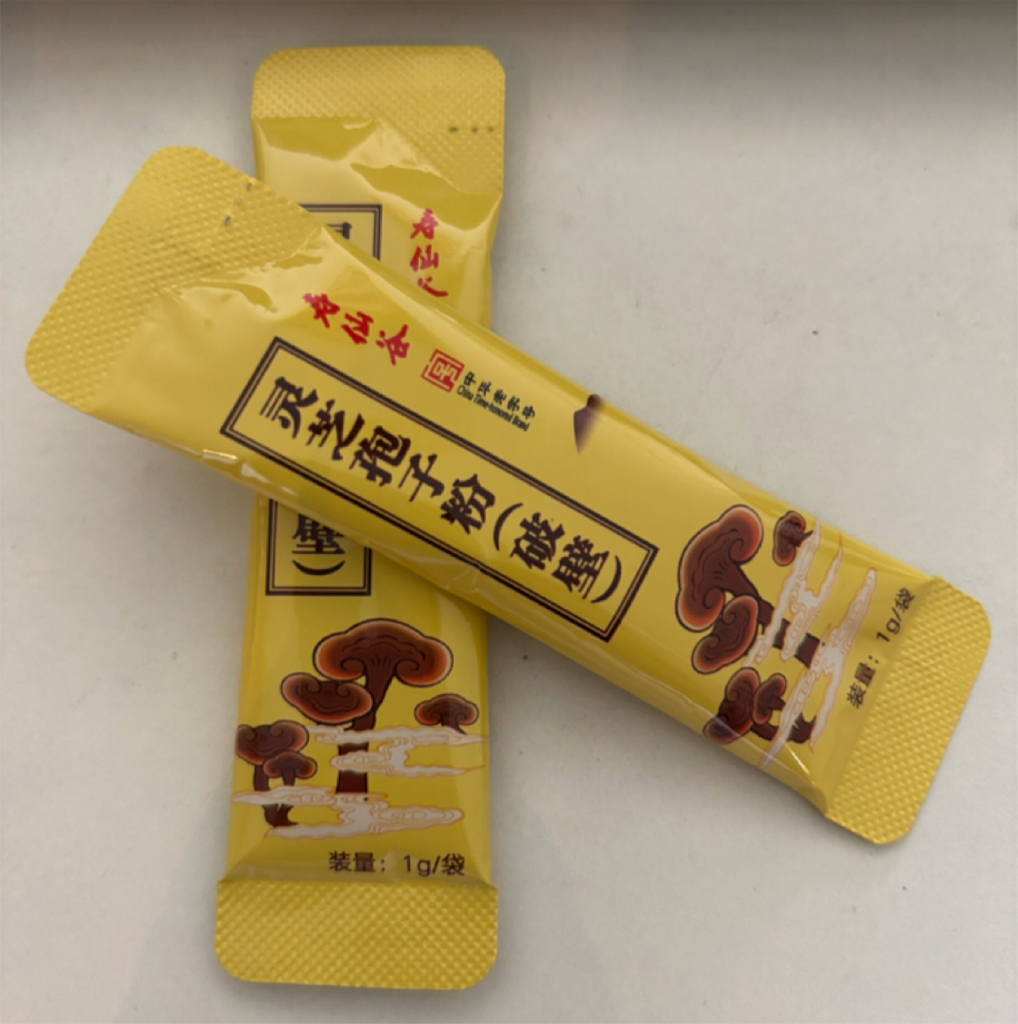 寿仙谷
中华老字号
China Time-honored Brand
灵芝孢子粉(破壁)
装量：1g/袋
装量：1g/袋